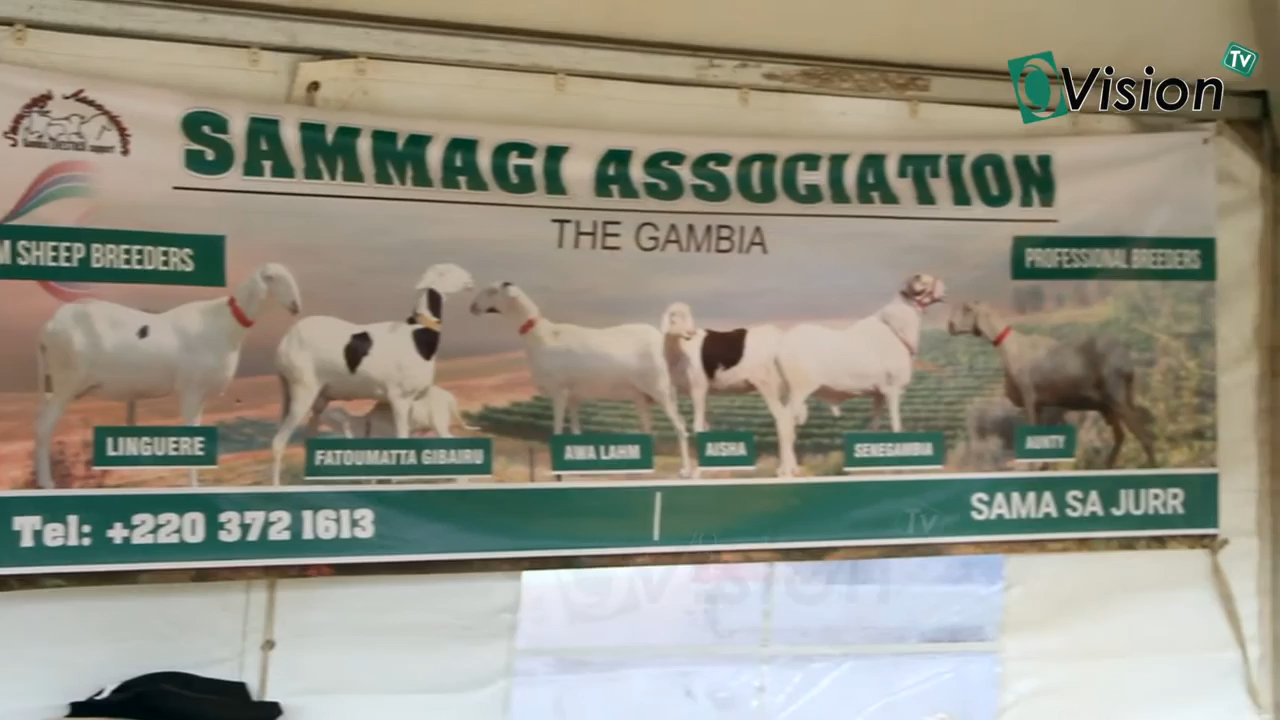 QVision Tv
SAMMAGI ASSOCIATION
THE GAMBIA
M SHEEP BREEDERS
PROFESSIONAL BREEDERS
LINGUERE
FATOUMATTA GIBAIRU
AWA LAHM
AISHA
SENEGAMBIA
AUNTY
Tel: +220 372 1613
SAMA SA JURR